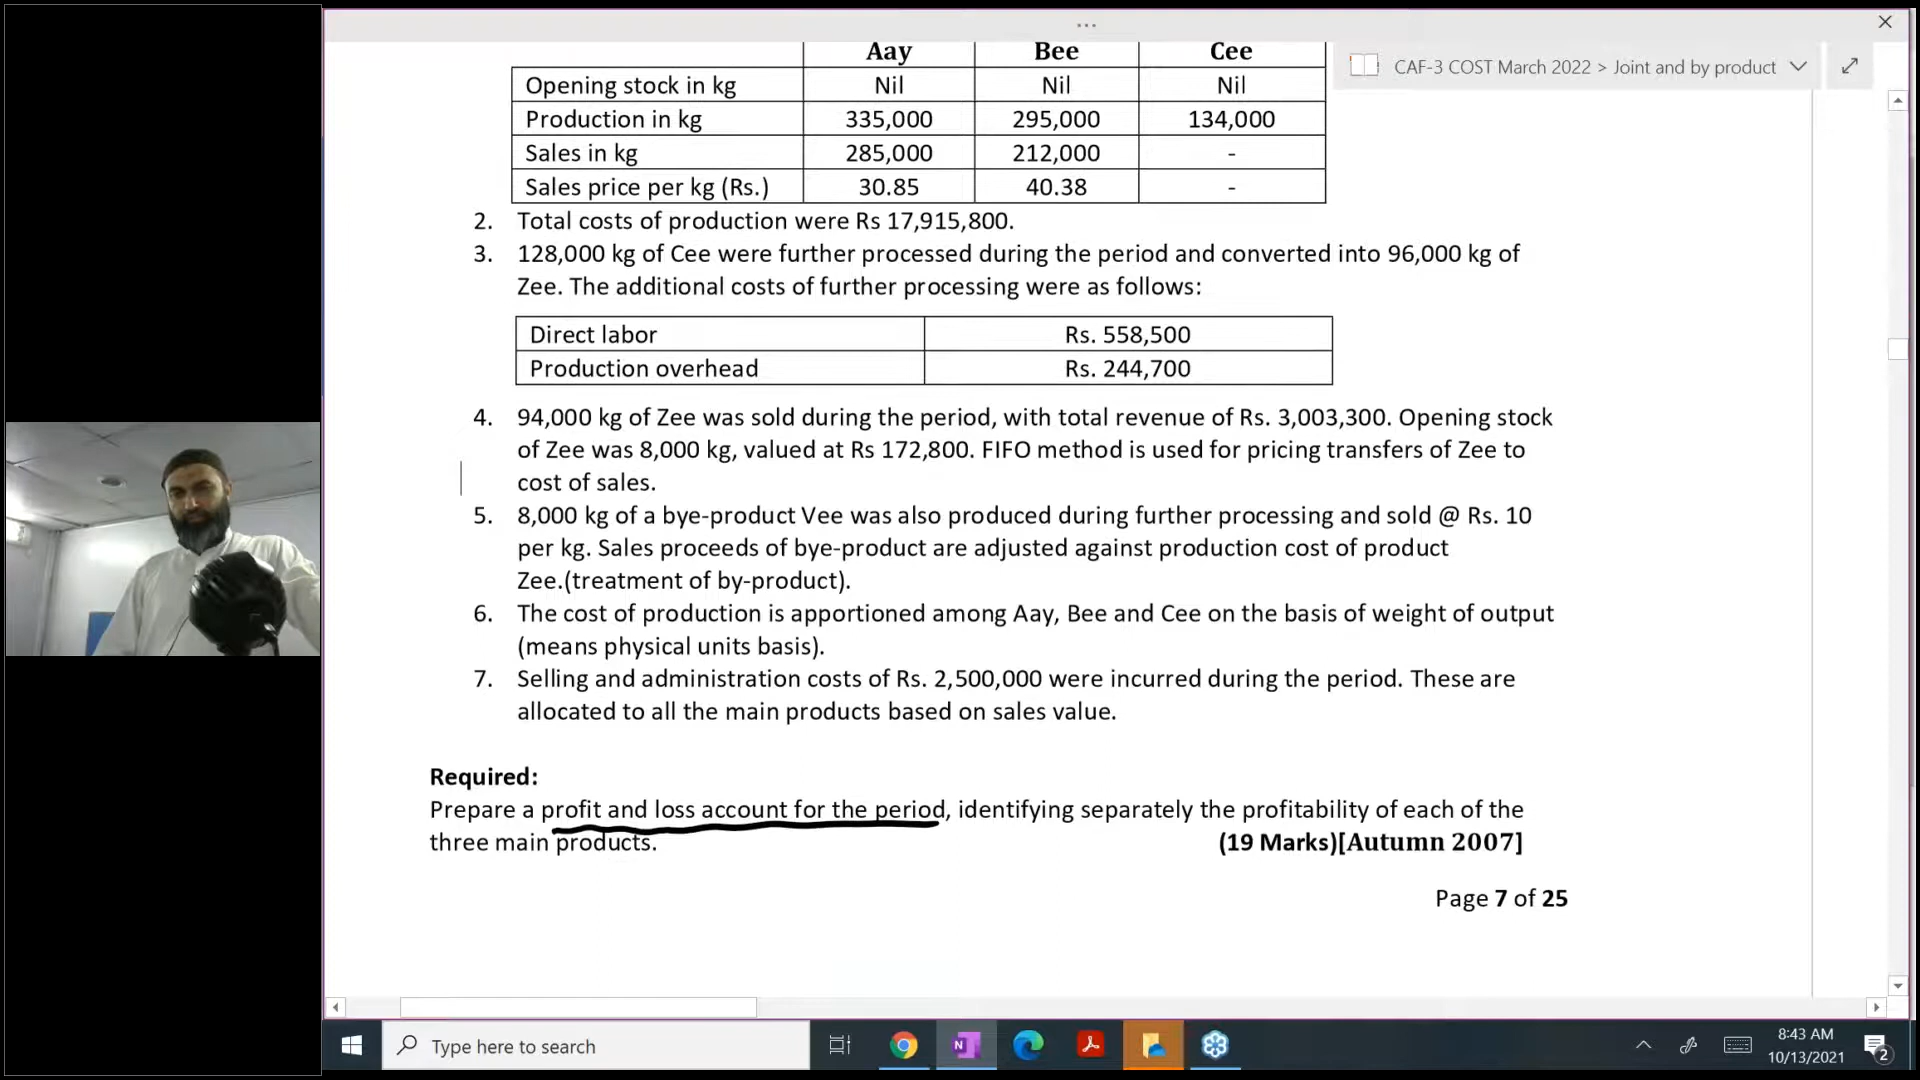 Aay Bee Cee
CAF-3 COST March 2022 > Joint and by product
Opening stock in kg Nil Nil Nil
Production in kg 335,000 295,000 134,000
Sales in kg 285,000 212,000 -
Sales price per kg (Rs.) 30.85 40.38 -
2. Total costs of production were Rs 17,915,800.
3. 128,000 kg of Cee were further processed during the period and converted into 96,000 kg of
Zee. The additional costs of further processing were as follows:
Direct labor Rs. 558,500
Production overhead Rs. 244,700
4. 94,000 kg of Zee was sold during the period, with total revenue of Rs. 3,003,300. Opening stock
of Zee was 8,000 kg, valued at Rs 172,800. FIFO method is used for pricing transfers of Zee to
cost of sales.
5. 8,000 kg of a bye-product Vee was also produced during further processing and sold @ Rs. 10
per kg. Sales proceeds of bye-product are adjusted against production cost of product
Zee.(treatment of by-product).
6. The cost of production is apportioned among Aay, Bee and Cee on the basis of weight of output
(means physical units basis).
7. Selling and administration costs of Rs. 2,500,000 were incurred during the period. These are
allocated to all the main products based on sales value.
Required:
Prepare a profit and loss account for the period, identifying separately the profitability of each of the
three main products. (19 Marks)[Autumn 2007]
Page 7 of 25
Type here to search
N
8:43 AM
10/13/2021
2